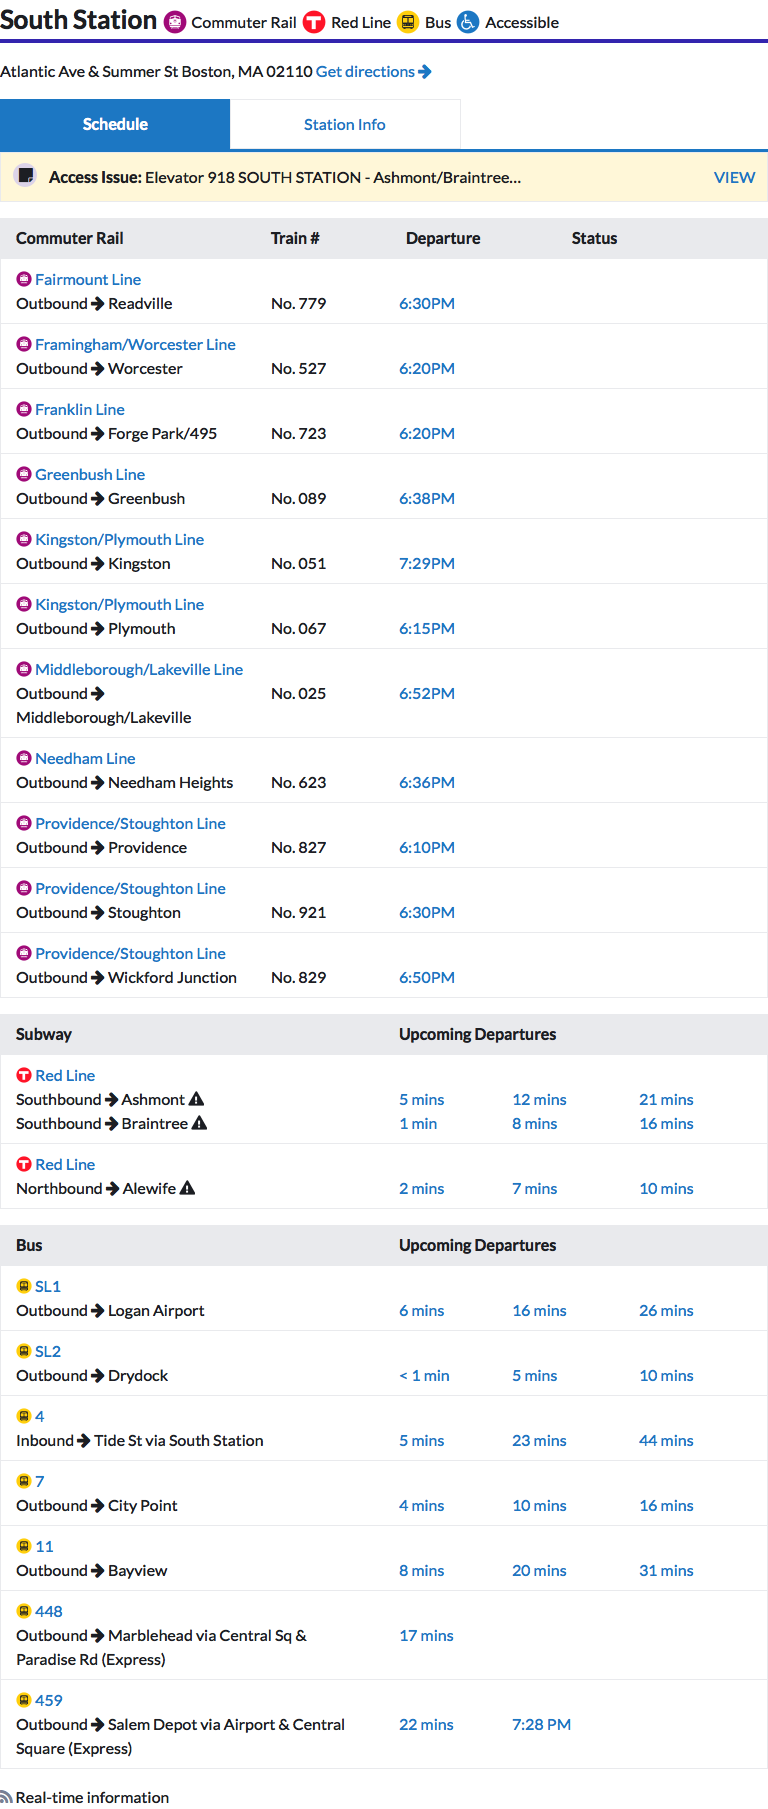 South Station Commuter Rail Red Line Bus Accessible
Atlantic Ave & Summer St Boston, MA 02110 Get directions
Schedule Station Info
Access Issue: Elevator 918 SOUTH STATION - Ashmont/Braintree... VIEW
Commuter Rail Train # Departure Status
Fairmount Line
Outbound → Readville No. 779 6:30PM
Framingham/Worcester Line
Outbound → Worcester No. 527 6:20PM
Franklin Line
Outbound → Forge Park/495 No. 723 6:20PM
Greenbush Line
Outbound → Greenbush No. 089 6:38PM
Kingston/Plymouth Line
Outbound → Kingston No. 051 7:29PM
Kingston/Plymouth Line
Outbound → Plymouth No. 067 6:15PM
Middleborough/Lakeville Line
Outbound → No. 025 6:52PM
Middleborough/Lakeville
Needham Line
Outbound → Needham Heights No. 623 6:36PM
Providence/Stoughton Line
Outbound → Providence No. 827 6:10PM
Providence/Stoughton Line
Outbound → Stoughton No. 921 6:30PM
Providence/Stoughton Line
Outbound → Wickford Junction No. 829 6:50PM
Subway Upcoming Departures
Red Line
Southbound → Ashmont 5 mins 12 mins 21 mins
Southbound → Braintree 1 min 8 mins 16 mins
Red Line
Northbound → Alewife 2 mins 7 mins 10 mins
Bus Upcoming Departures
SL1
Outbound → Logan Airport 6 mins 16 mins 26 mins
SL2
Outbound → Drydock < 1 min 5 mins 10 mins
4
Inbound → Tide St via South Station 5 mins 23 mins 44 mins
7
Outbound → City Point 4 mins 10 mins 16 mins
11
Outbound → Bayview 8 mins 20 mins 31 mins
448
Outbound → Marblehead via Central Sq & 17 mins
Paradise Rd (Express)
459
Outbound → Salem Depot via Airport & Central 22 mins 7:28 PM
Square (Express)
Real-time information